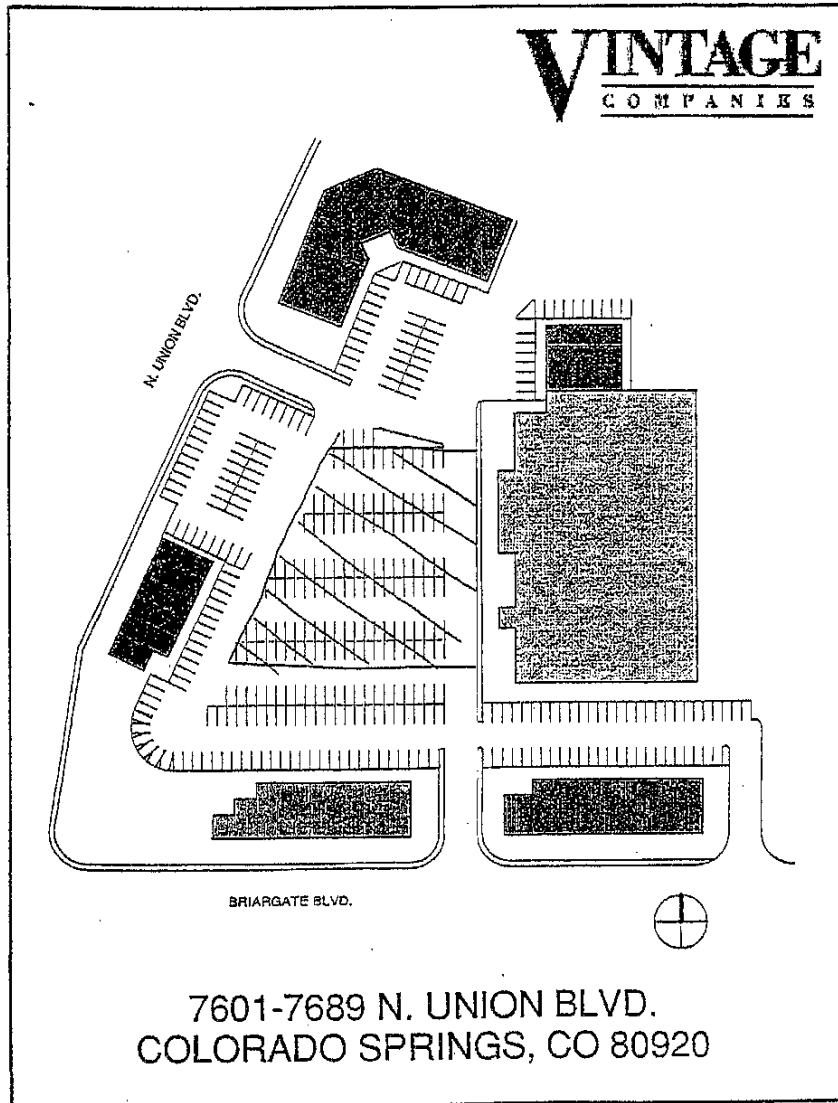 VINTAGE
COMPANIES
N. UNION BLVD.
BRIARGATE BLVD.
7601-7689 N. UNION BLVD.
COLORADO SPRINGS, CO 80920